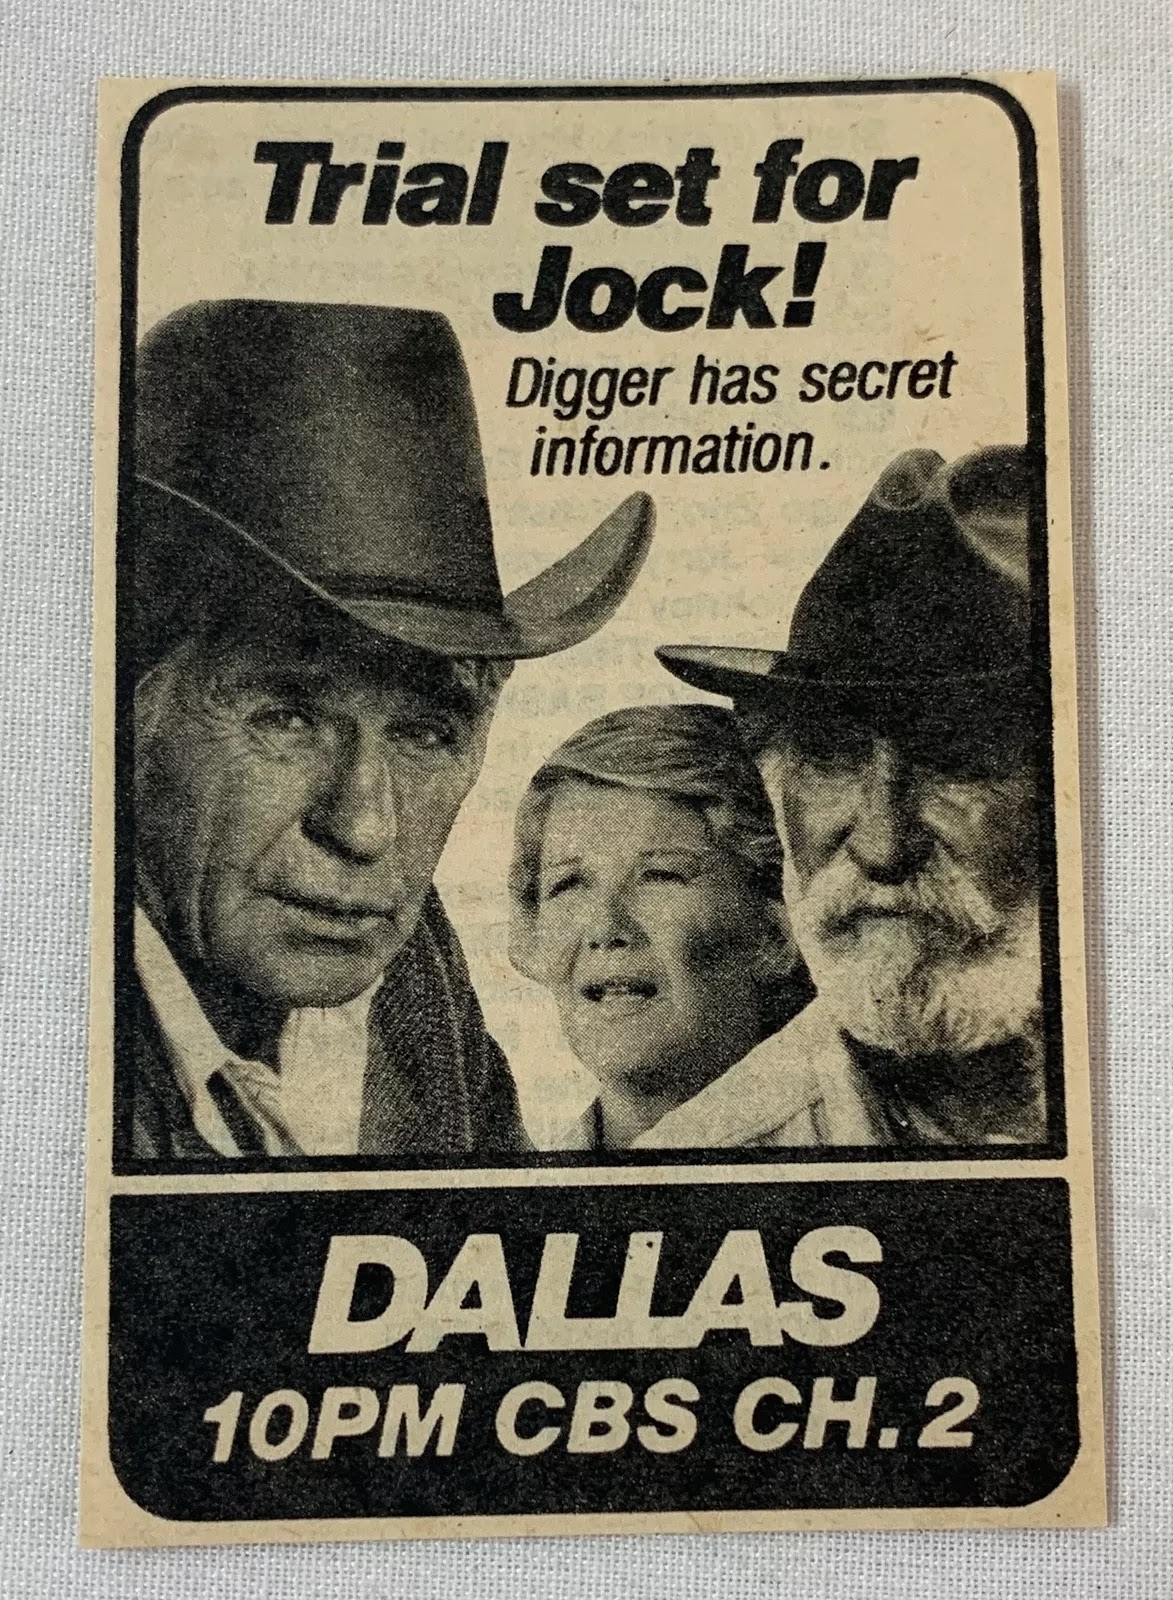 Trial set for
Jock!
Digger has secret
information.
DALLAS
10PM CBS CH. 2